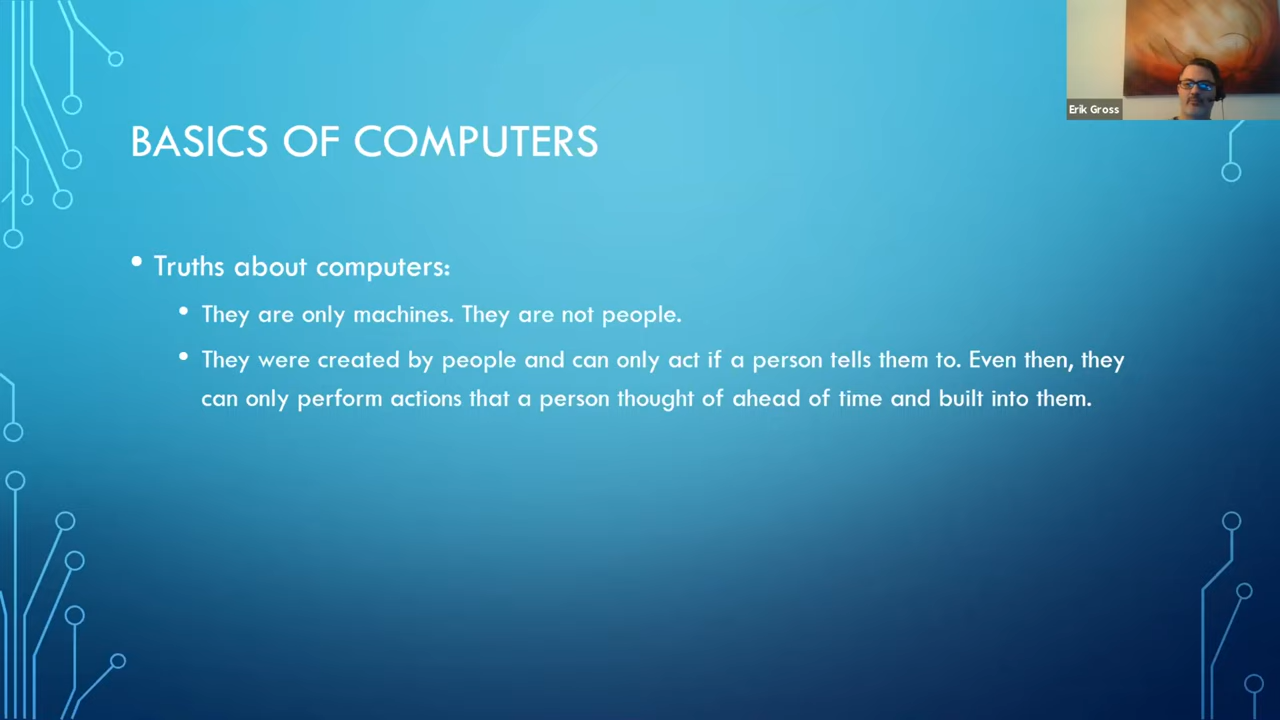 Erik Gross
BASICS OF COMPUTERS
• Truths about computers:
• They are only machines. They are not people.
• They were created by people and can only act if a person tells them to. Even then, they
can only perform actions that a person thought of ahead of time and built into them.